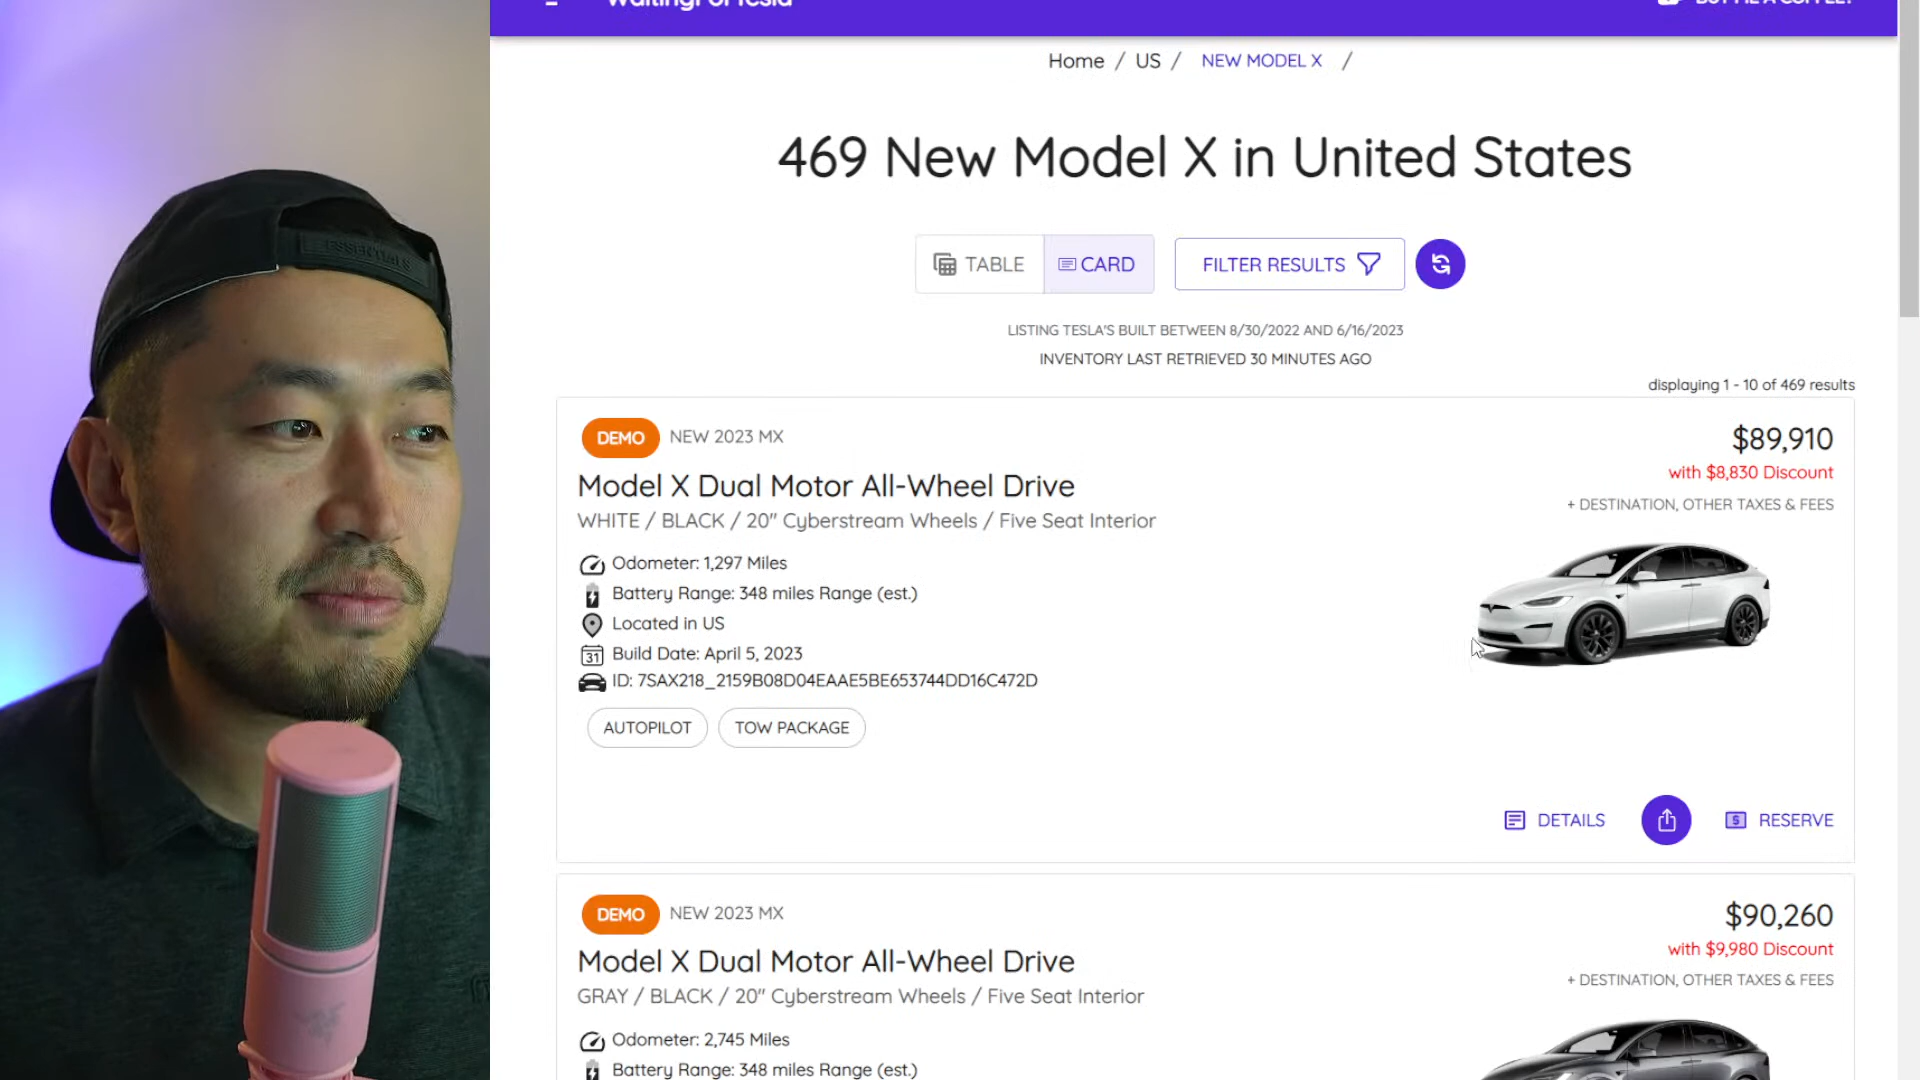 WaitingForTesla
BUY ME A COFFEE!
Home / US / NEW MODEL X /
469 New Model X in United States
TABLE
CARD
FILTER RESULTS
LISTING TESLA'S BUILT BETWEEN 8/30/2022 AND 6/16/2023
INVENTORY LAST RETRIEVED 30 MINUTES AGO
displaying 1 - 10 of 469 results
DEMO NEW 2023 MX
$89,910
with $8,830 Discount
+ DESTINATION, OTHER TAXES & FEES
Model X Dual Motor All-Wheel Drive
WHITE / BLACK / 20" Cyberstream Wheels / Five Seat Interior
Odometer: 1,297 Miles
Battery Range: 348 miles Range (est.)
Located in US
31 Build Date: April 5, 2023
ID: 7SAX218_2159B08D04EAAE5BE653744DD16C472D
AUTOPILOT
TOW PACKAGE
DETAILS
RESERVE
DEMO NEW 2023 MX
$90,260
with $9,980 Discount
+ DESTINATION, OTHER TAXES & FEES
Model X Dual Motor All-Wheel Drive
GRAY / BLACK / 20" Cyberstream Wheels / Five Seat Interior
Odometer: 2,745 Miles
Battery Range: 348 miles Range (est.)
ESSENTIALS